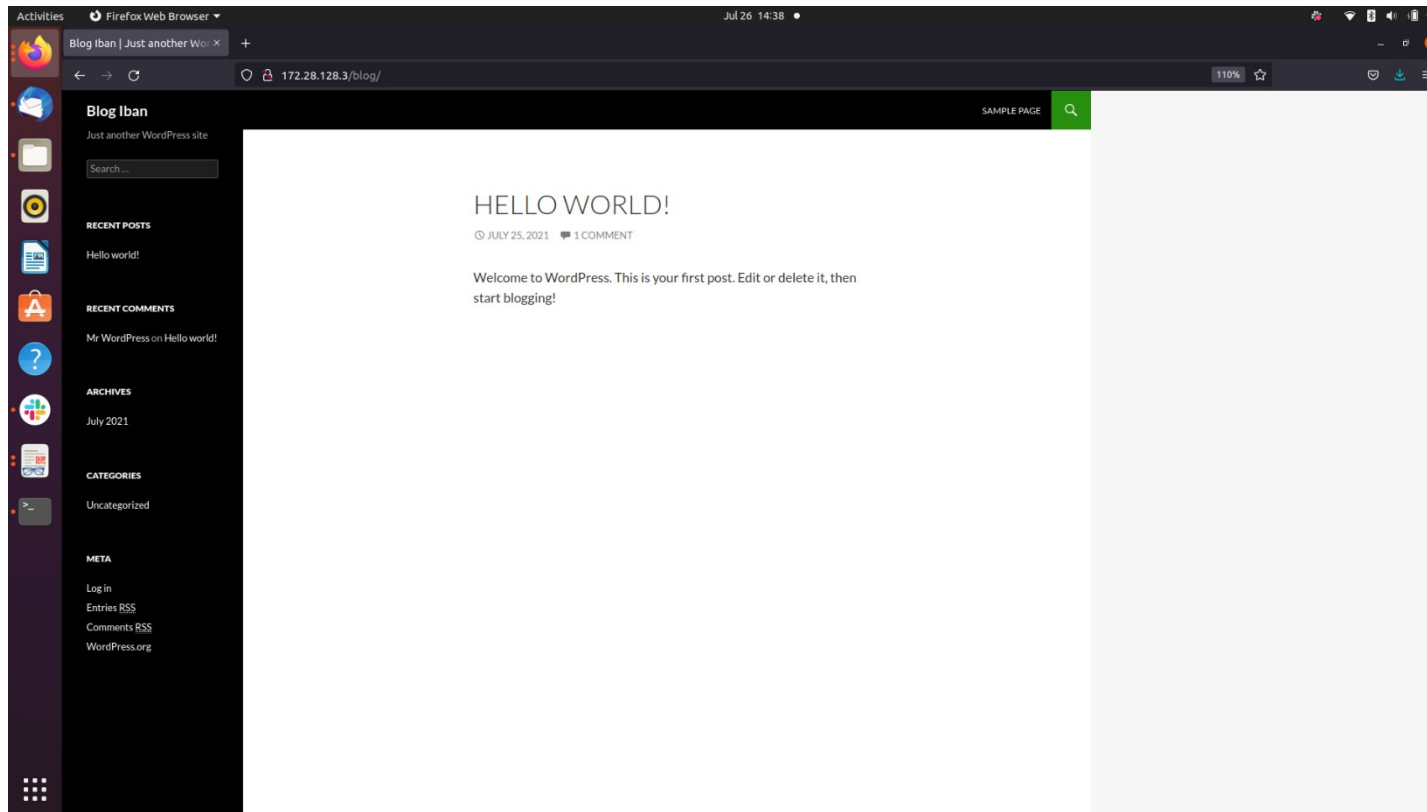 Activities
Firefox Web Browser
Jul 26 14:38
Blog Iban | Just another Wor
172.28.128.3/blog/
110%
Blog Iban
SAMPLE PAGE
Just another WordPress site
Search ...
HELLO WORLD!
JULY 25, 2021 1 COMMENT
Welcome to WordPress. This is your first post. Edit or delete it, then
start blogging!
RECENT POSTS
Hello world!
RECENT COMMENTS
Mr WordPress on Hello world!
ARCHIVES
July 2021
CATEGORIES
Uncategorized
META
Log in
Entries RSS
Comments RSS
WordPress.org